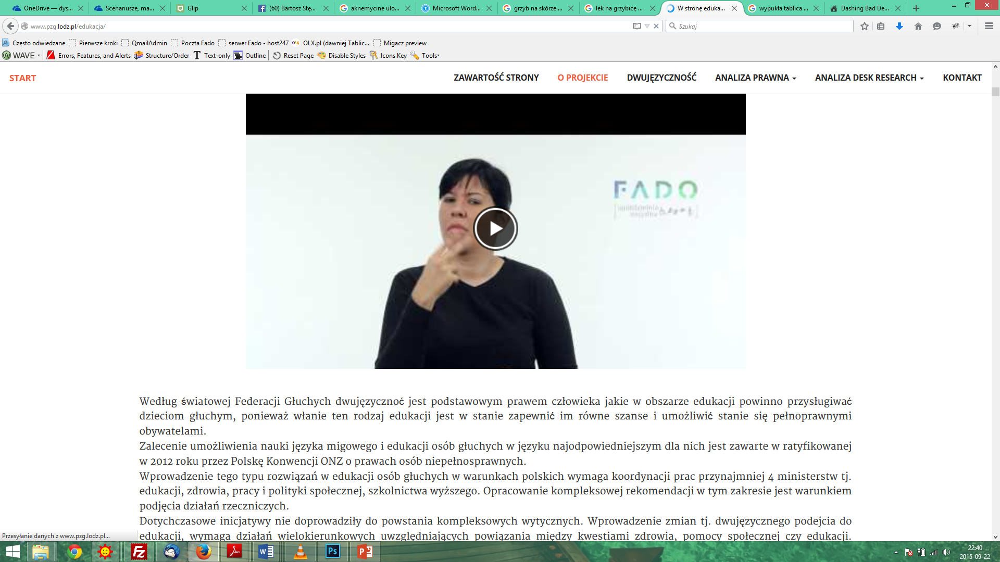 OneDrive — dys...
Scenariusze, ma...
Glip
(60) Bartosz Stę...
aknemycine ulo...
Microsoft Word...
grzyb na skórze ...
lek na grzybicę ...
W stronę eduka...
wypukła tablica ...
Dashing Bad De...
www.pzg.lodz.pl/edukacja/
Szukaj
Często odwiedzane Pierwsze kroki QmailAdmin Poczta Fado serwer Fado - host247 OLX.pl (dawniej Tablic... Migacz preview
WAVE Errors, Features, and Alerts Structure/Order Text-only Outline Reset Page Disable Styles Icons Key Tools
START ZAWARTOŚĆ STRONY O PROJEKCIE DWUJĘZYCZNOŚĆ ANALIZA PRAWNA ANALIZA DESK RESEARCH KONTAKT
FADO
Według światowej Federacji Głuchych dwujęzycznoć jest podstawowym prawem człowieka jakie w obszarze edukacji powinno przysługiwać
dzieciom głuchym, ponieważ włanie ten rodzaj edukacji jest w stanie zapewnić im równe szanse i umożliwić stanie się pełnoprawnymi
obywatelami.
Zalecenie umożliwienia nauki języka migowego i edukacji osób głuchych w języku najodpowiedniejszym dla nich jest zawarte w ratyfikowanej
w 2012 roku przez Polskę Konwencji ONZ o prawach osób niepełnosprawnych.
Wprowadzenie tego typu rozwiązań w edukacji osób głuchych w warunkach polskich wymaga koordynacji prac przynajmniej 4 ministerstw tj.
edukacji, zdrowia, pracy i polityki społecznej, szkolnictwa wyższego. Opracowanie kompleksowej rekomendacji w tym zakresie jest warunkiem
podjęcia działań rzeczniczych.
Dotychczasowe inicjatywy nie doprowadziły do powstania kompleksowych wytycznych. Wprowadzenie zmian tj. dwujęzycznego podejcia do
edukacji, wymaga działań wielokierunkowych uwzględniających powiązania między kwestiami zdrowia, pomocy społecznej czy edukacji.
Przesyłanie danych z www.pzg.lodz.pl...
22:40
2015-09-22